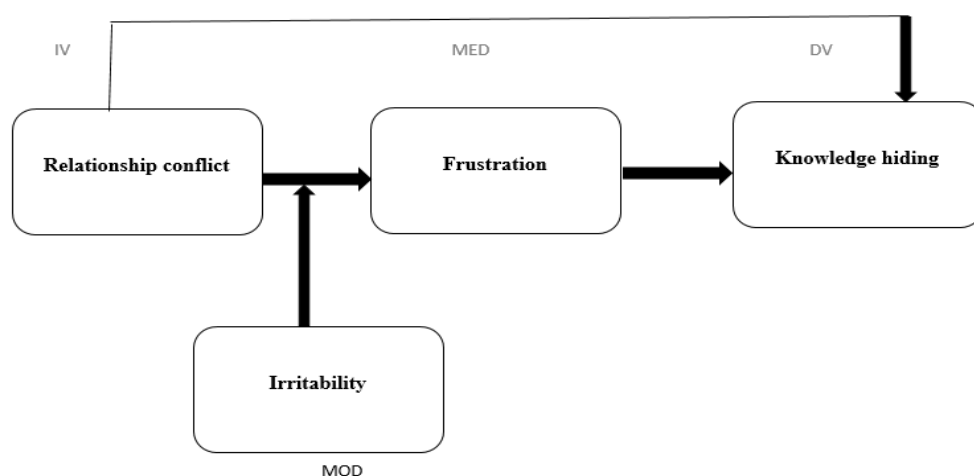 IV
MED
DV
Relationship conflict
Frustration
Knowledge hiding
Irritability
MOD